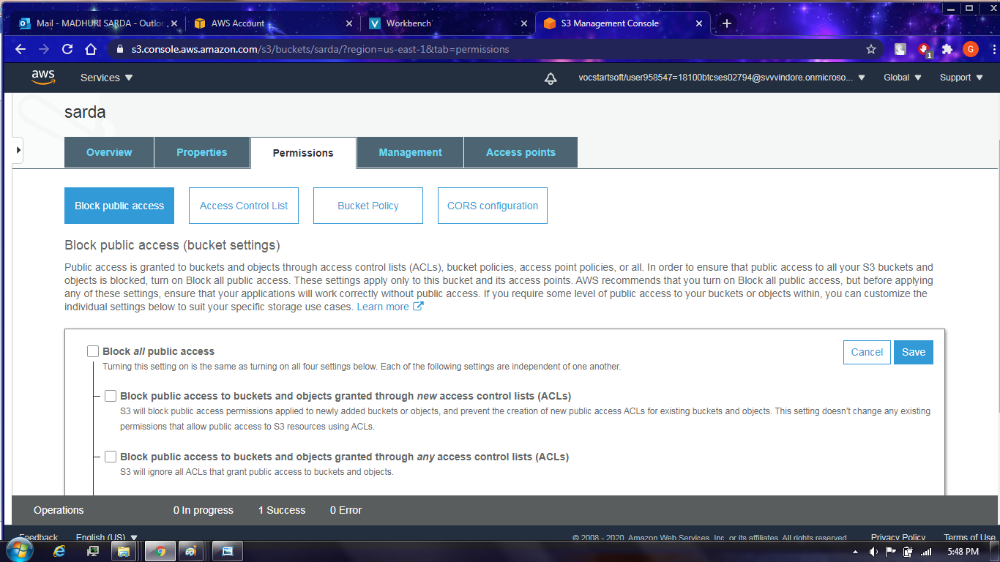 Mail - MADHURI SARDA - Outloo
AWS Account
Workbench
S3 Management Console
s3.console.aws.amazon.com/s3/buckets/sarda/?region=us-east-1&tab=permissions
1
G
aws
Services
vocstartsoft/user958547=18100btcses02794@svvvindore.onmicroso...
Global
Support
sarda
Overview
Properties
Permissions
Management
Access points
Block public access
Access Control List
Bucket Policy
CORS configuration
Block public access (bucket settings)
Public access is granted to buckets and objects through access control lists (ACLs), bucket policies, access point policies, or all. In order to ensure that public access to all your S3 buckets and
objects is blocked, turn on Block all public access. These settings apply only to this bucket and its access points. AWS recommends that you turn on Block all public access, but before applying
any of these settings, ensure that your applications will work correctly without public access. If you require some level of public access to your buckets or objects within, you can customize the
individual settings below to suit your specific storage use cases. Learn more
Block all public access
Cancel
Save
Turning this setting on is the same as turning on all four settings below. Each of the following settings are independent of one another.
Block public access to buckets and objects granted through new access control lists (ACLs)
S3 will block public access permissions applied to newly added buckets or objects, and prevent the creation of new public access ACLs for existing buckets and objects. This setting doesn't change any existing
permissions that allow public access to S3 resources using ACLs.
Block public access to buckets and objects granted through any access control lists (ACLs)
S3 will ignore all ACLs that grant public access to buckets and objects.
Operations
0 In progress
1 Success
0 Error
Feedback
English (US)
© 2008 - 2020, Amazon Web Services, Inc. or its affiliates. All rights reserved.
Privacy Policy
Terms of Use
5:48 PM